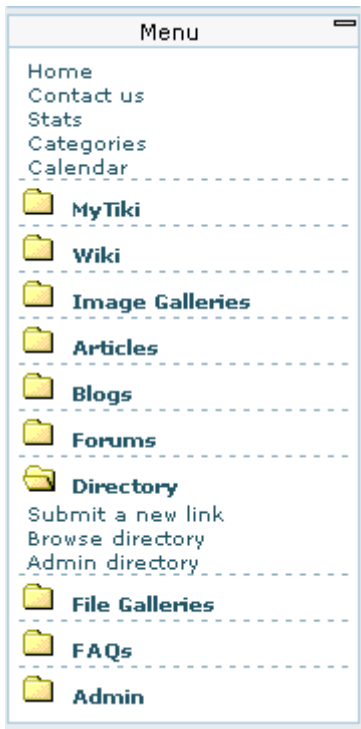 Menu
Home
Contact us
Stats
Categories
Calendar
MyTiki
Wiki
Image Galleries
Articles
Blogs
Forums
Directory
Submit a new link
Browse directory
Admin directory
File Galleries
FAQs
Admin